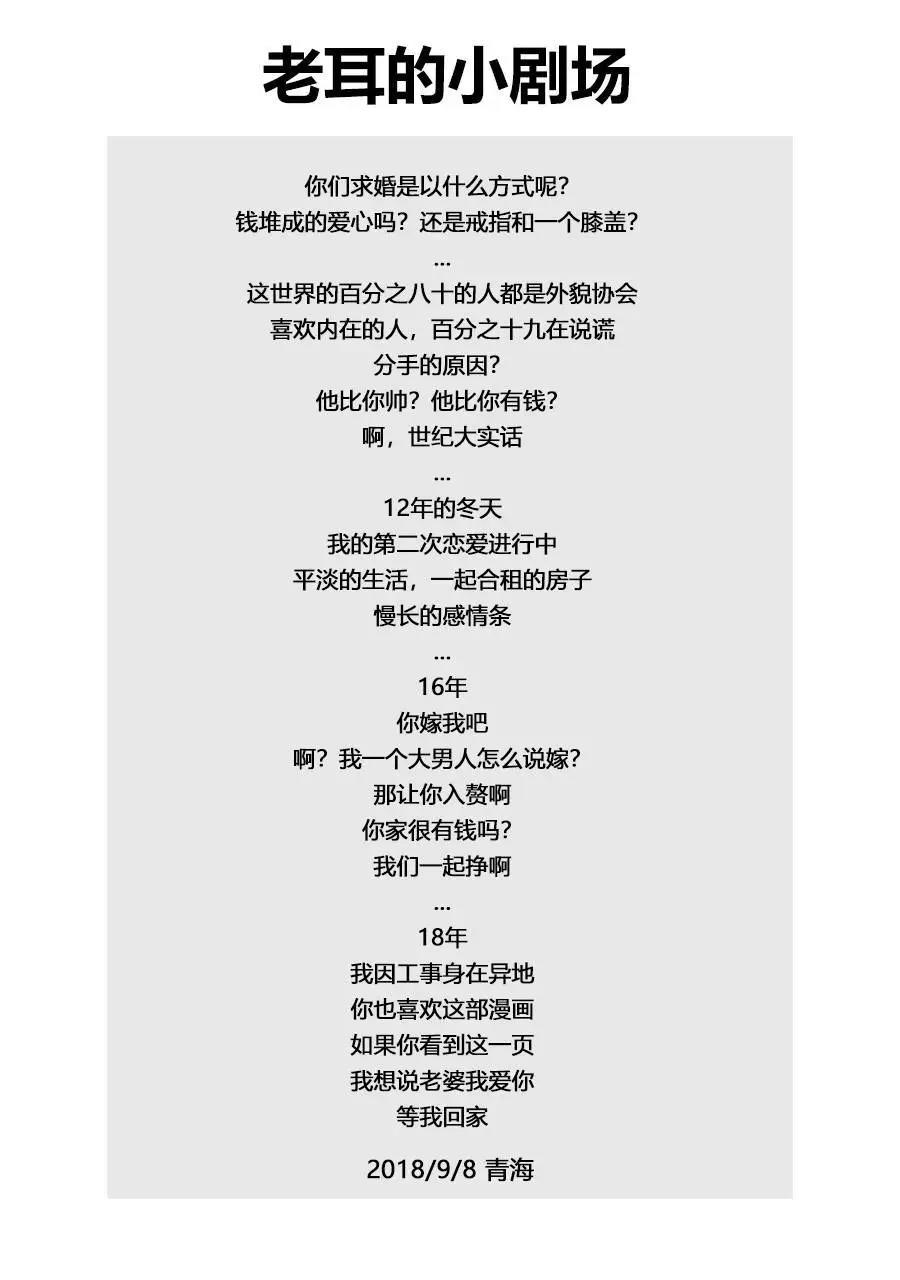 老耳的小剧场
你们求婚是以什么方式呢？
钱堆成的爱心吗？还是戒指和一个膝盖？
...
这世界的百分之八十的人都是外貌协会
喜欢内在的人，百分之十九在说谎
分手的原因？
他比你帅？他比你有钱？
啊，世纪大实话
...
12年的冬天
我的第二次恋爱进行中
平淡的生活，一起合租的房子
慢长的感情条
...
16年
你嫁我吧
啊？我一个大男人怎么说嫁？
那让你入赘啊
你家很有钱吗？
我们一起挣啊
...
18年
我因工事身在异地
你也喜欢这部漫画
如果你看到这一页
我想说老婆我爱你
等我回家
2018/9/8 青海